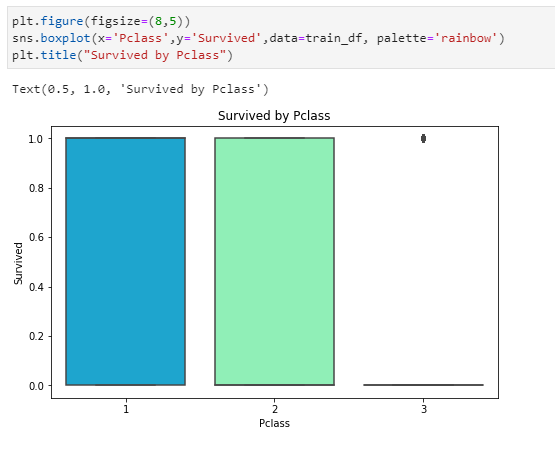 plt.figure(figsize=(8,5))
sns.boxplot(x='Pclass',y='Survived',data=train_df, palette='rainbow')
plt.title("Survived by Pclass")
Text(0.5, 1.0, 'Survived by Pclass')
Survived by Pclass
1.0
0.8
0.6
0.4
0.2
0.0
Survived
1 2 3
Pclass